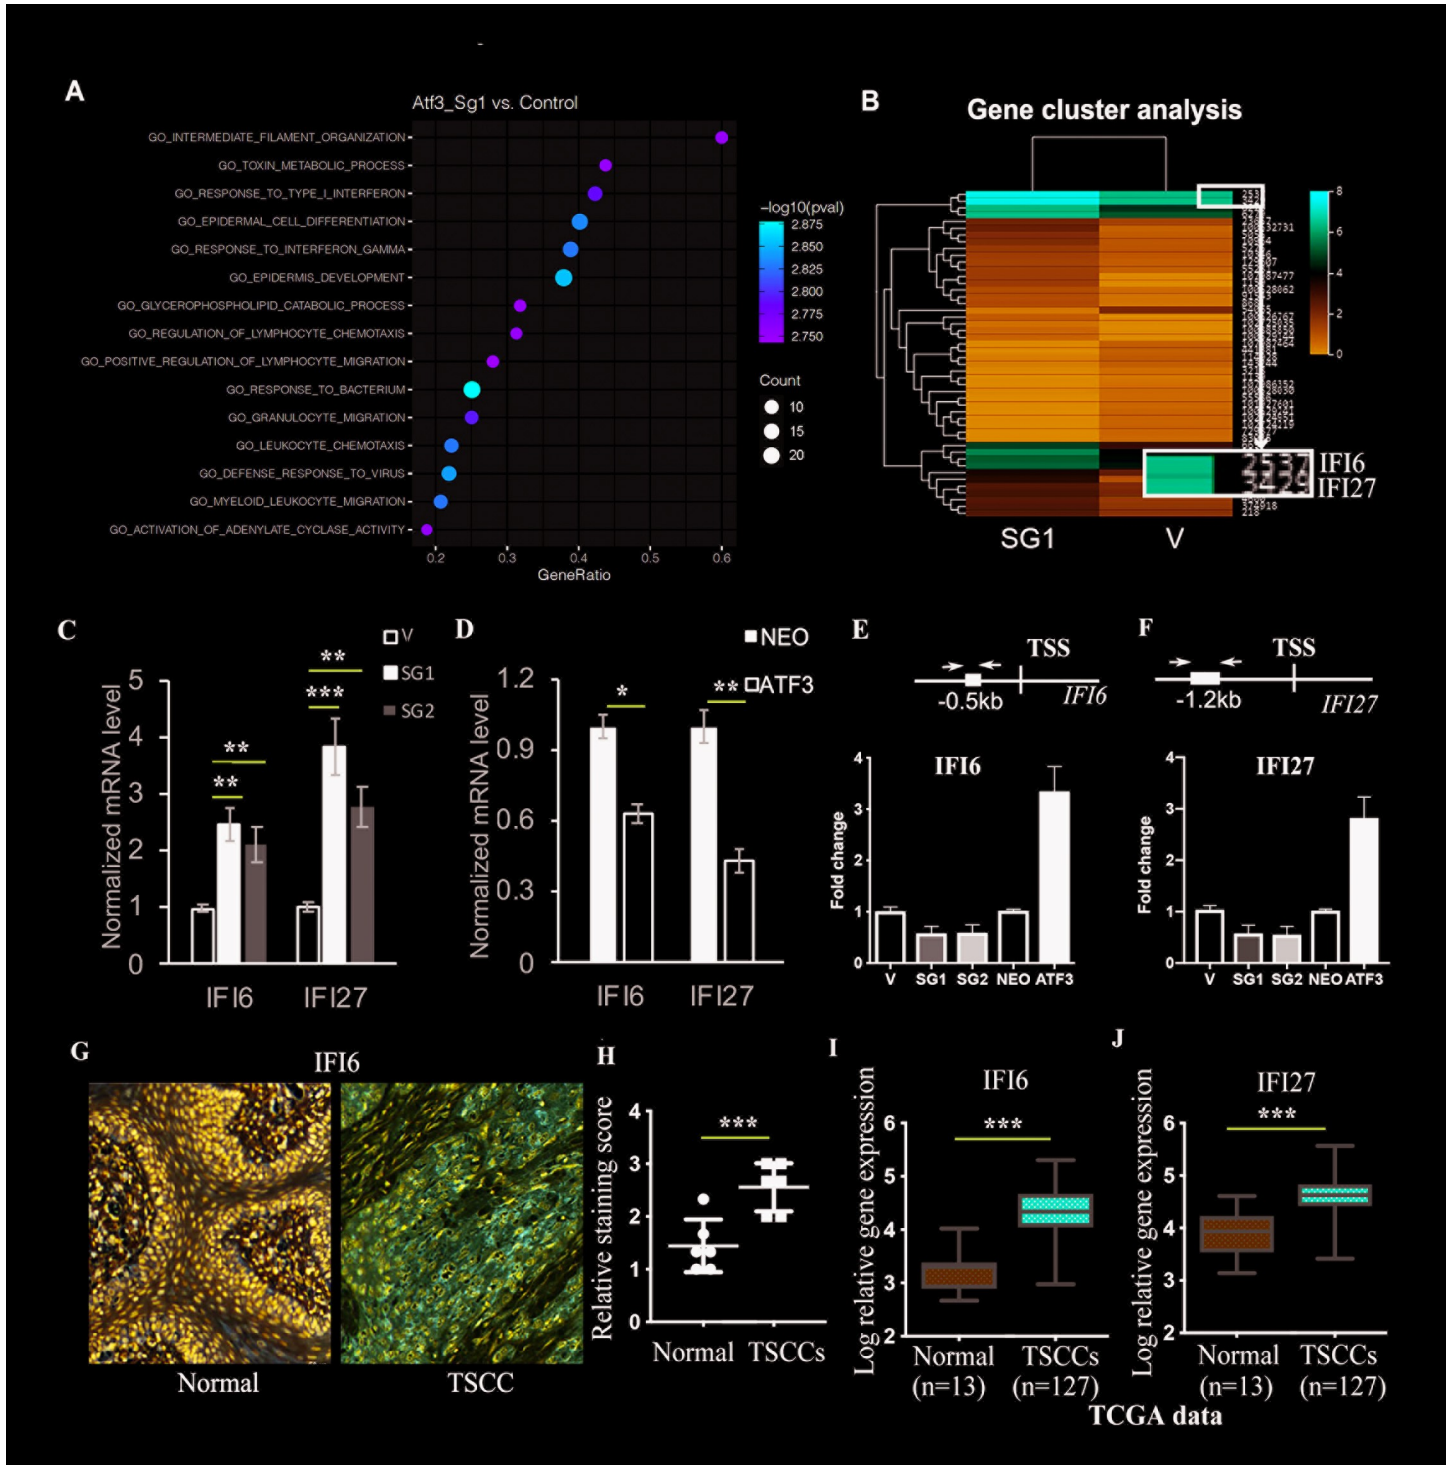 A
Atf3_Sg1 vs. Control
GO_INTERMEDIATE_FILAMENT_ORGANIZATION
GO_TOXIN_METABOLIC_PROCESS
GO_RESPONSE_TO_TYPE_I_INTERFERON
GO_EPIDERMAL_CELL_DIFFERENTIATION
GO_RESPONSE_TO_INTERFERON_GAMMA
GO_EPIDERMIS_DEVELOPMENT
GO_GLYCEROPHOSPHOLIPID_CATABOLIC_PROCESS
GO_REGULATION_OF_LYMPHOCYTE_CHEMOTAXIS
GO_POSITIVE_REGULATION_OF_LYMPHOCYTE_MIGRATION
GO_RESPONSE_TO_BACTERIUM
GO_GRANULOCYTE_MIGRATION
GO_LEUKOCYTE_CHEMOTAXIS
GO_DEFENSE_RESPONSE_TO_VIRUS
GO_MYELOID_LEUKOCYTE_MIGRATION
GO_ACTIVATION_OF_ADENYLATE_CYCLASE_ACTIVITY
0.2 0.3 0.4 0.5 0.6
GeneRatio
−log10(pval)
2.875
2.850
2.825
2.800
2.775
2.750
Count
10
15
20
B
Gene cluster analysis
8
6
4
2
0
2537
3429
IFI6
IFI27
374918
218
SG1 V
C
V
SG1
SG2
Normalized mRNA level
5
4
3
2
1
0
** ** *** **
IFI6 IFI27
D
NEO
ATF3
Normalized mRNA level
1.2
0.9
0.6
0.3
0
* **
IFI6 IFI27
E
TSS
-0.5kb
IFI6
IFI6
Fold change
4
3
2
1
0
V SG1 SG2 NEO ATF3
F
TSS
-1.2kb
IFI27
IFI27
Fold change
4
3
2
1
0
V SG1 SG2 NEO ATF3
G
IFI6
Normal TSCC
H
Relative staining score
4
3
2
1
0
***
Normal TSCCs
I
IFI6
Log relative gene expression
6
5
4
3
2
***
Normal TSCCs
(n=13) (n=127)
J
IFI27
Log relative gene expression
6
5
4
3
2
***
Normal TSCCs
(n=13) (n=127)
TCGA data